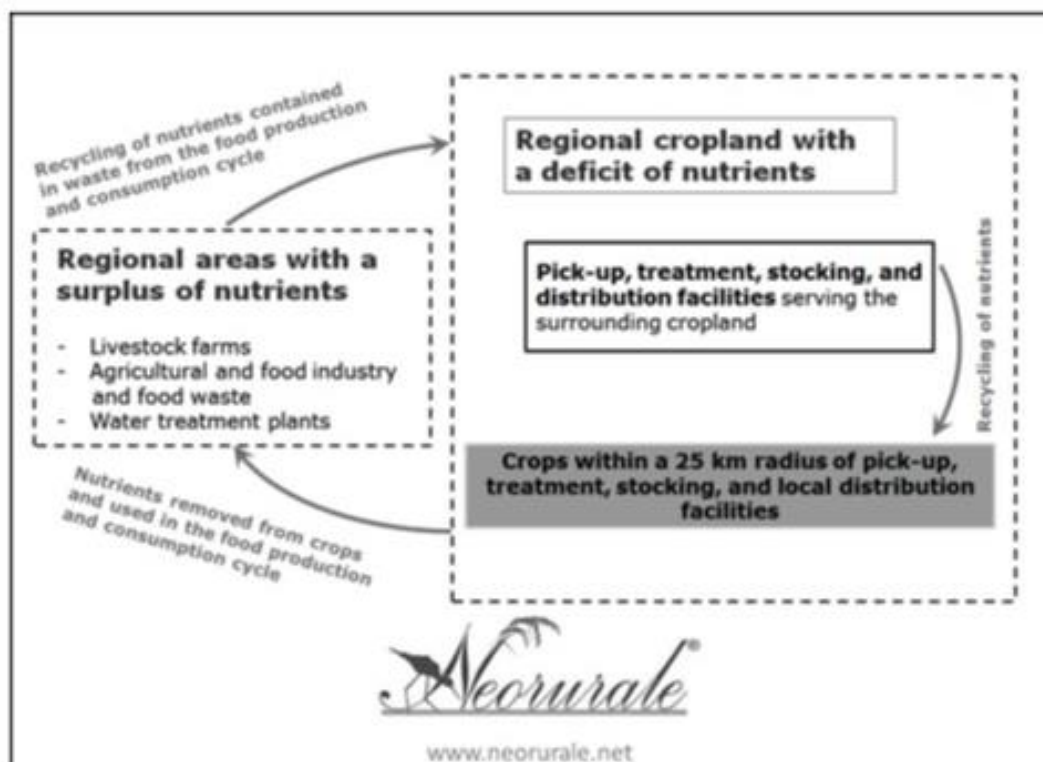 Recycling of nutrients contained
in waste from the food production
and consumption cycle
Regional cropland with
a deficit of nutrients
Regional areas with a
surplus of nutrients
- Livestock farms
- Agricultural and food industry
and food waste
- Water treatment plants
Pick-up, treatment, stocking, and
distribution facilities serving the
surrounding cropland
Recycling of nutrients
Crops within a 25 km radius of pick-up,
treatment, stocking, and local distribution
facilities
Nutrients removed from crops
and used in the food production
and consumption cycle
Neorurale®
www.neorurale.net